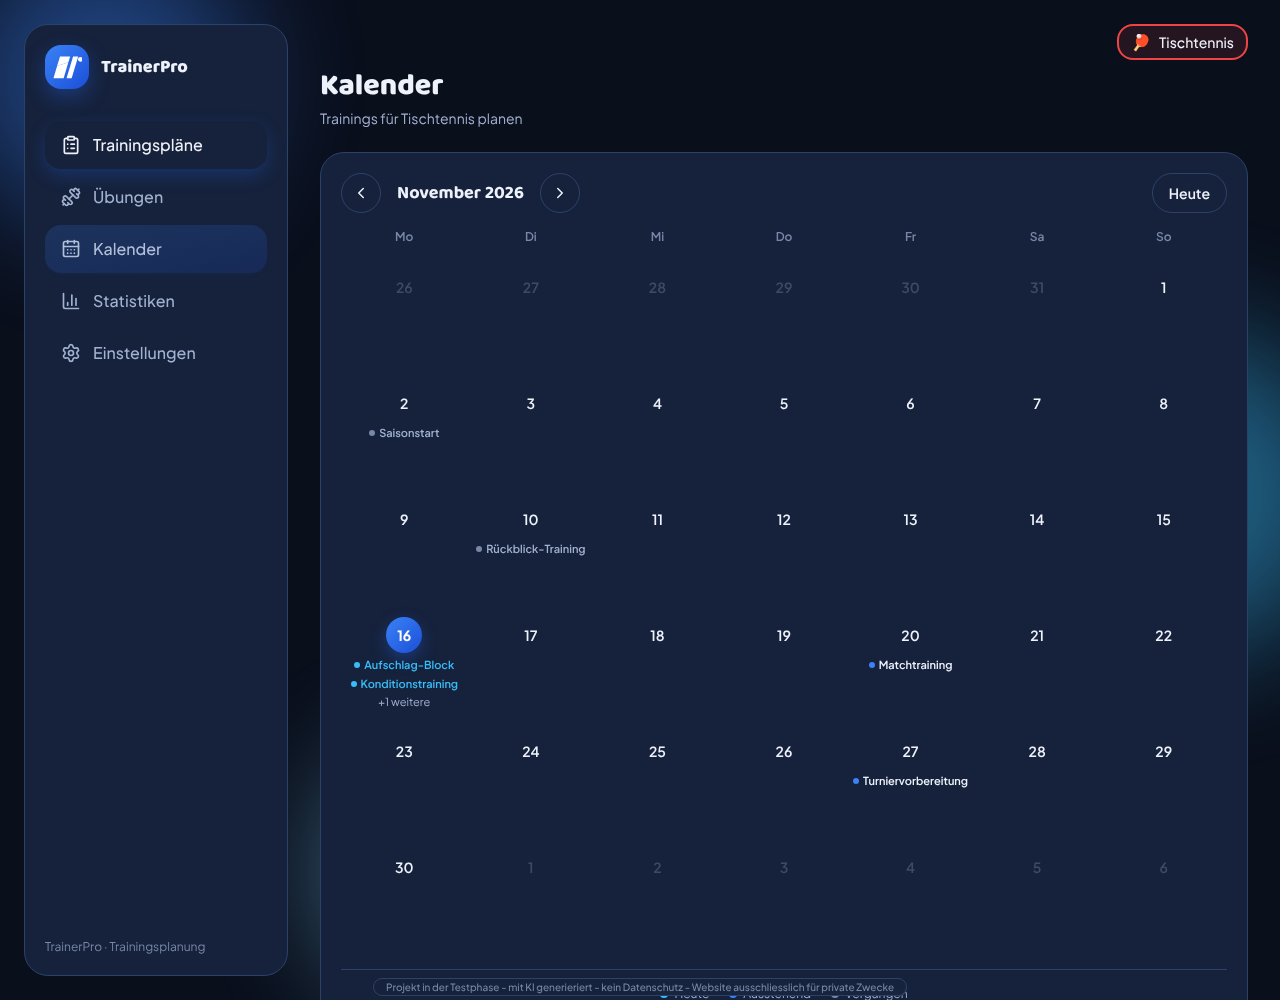 TrainerPro
Trainingspläne
Übungen
Kalender
Statistiken
Einstellungen
TrainerPro · Trainingsplanung
🏓 Tischtennis
Kalender
Trainings für Tischtennis planen
November 2026
Heute
Mo Di Mi Do Fr Sa So
26 27 28 29 30 31 1
2 3 4 5 6 7 8
Saisonstart
9 10 11 12 13 14 15
Rückblick-Training
16 17 18 19 20 21 22
Aufschlag-Block Matchtraining
Konditionstraining
+1 weitere
23 24 25 26 27 28 29
Turniervorbereitung
30 1 2 3 4 5 6
Projekt in der Testphase - mit KI generieriert - kein Datenschutz - Website ausschliesslich für private Zwecke
Heute Ausstehend Vergangen